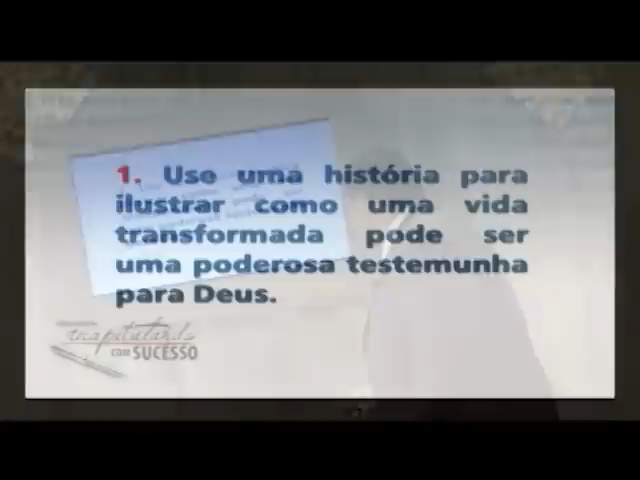 1. Use uma história para
ilustrar como uma vida
transformada pode ser
uma poderosa testemunha
para Deus.
Recapitulando
com SUCESSO